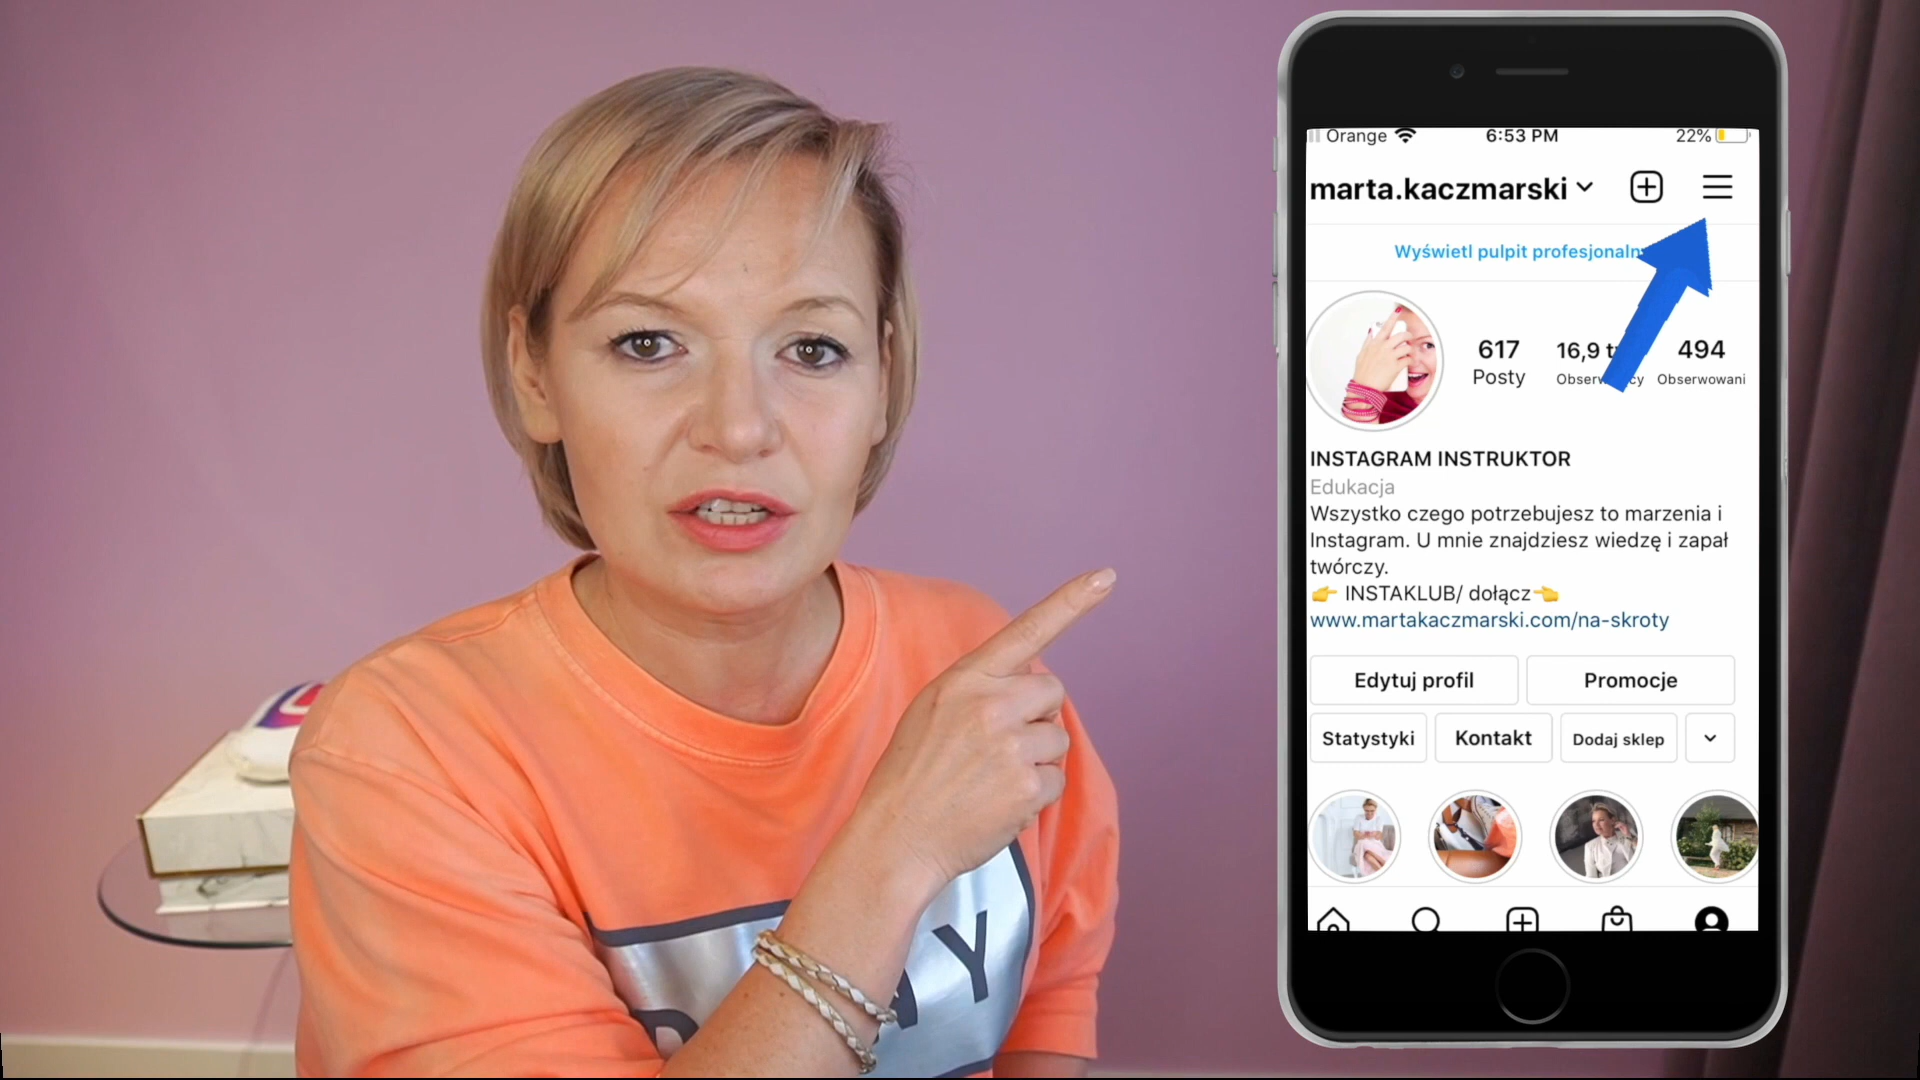 Orange 6:53 PM 22%
marta.kaczmarski
Wyświetl pulpit profesjonaln
617 16,9 t 494
Posty Obserwowani
INSTAGRAM INSTRUKTOR
Edukacja
Wszystko czego potrzebujesz to marzenia i
Instagram. U mnie znajdziesz wiedzę i zapał
twórczy.
👉 INSTAKLUB/ dołącz👈
www.martakaczmarski.com/na-skroty
Edytuj profil Promocje
Statystyki Kontakt Dodaj sklep